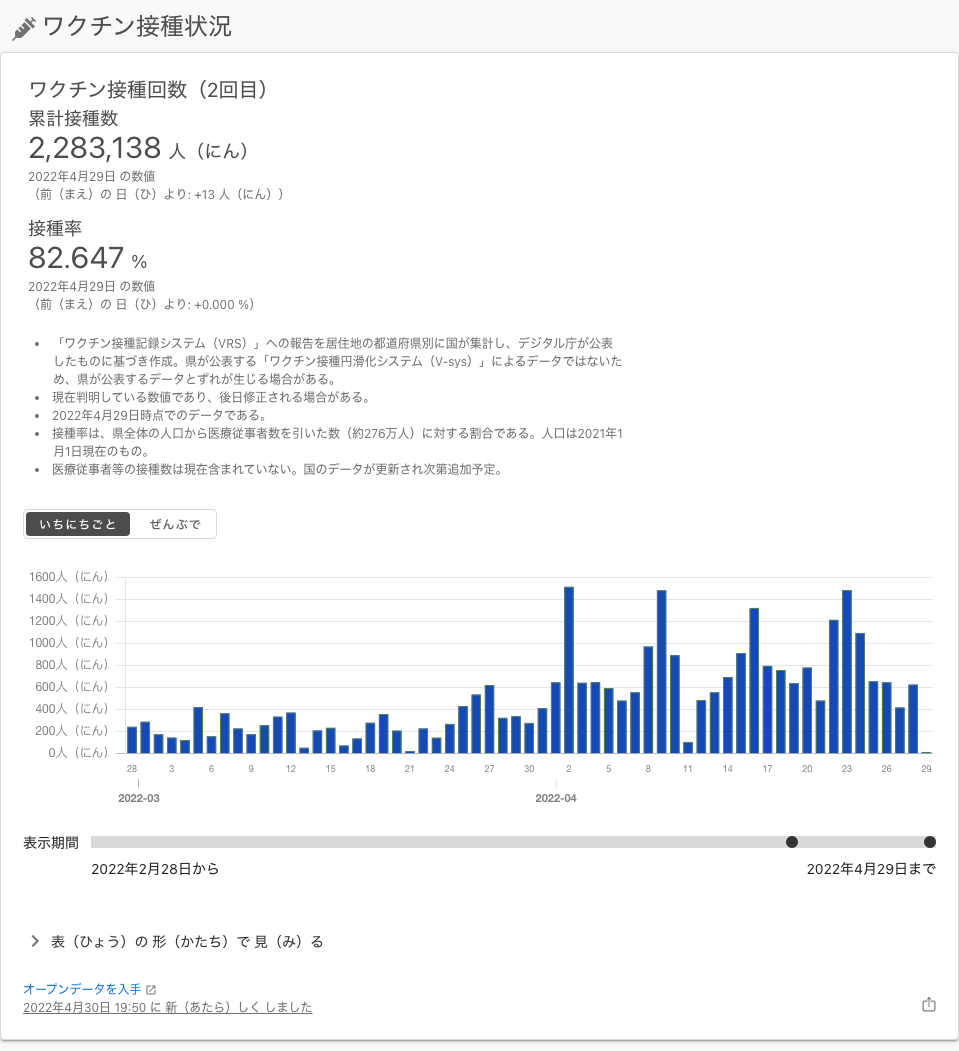 ワクチン接種状況
ワクチン接種回数（2回目）
累計接種数
2,283,138 人（にん）
2022年4月29日 の数値
（前（まえ）の 日（ひ）より: +13 人（にん））
接種率
82.647 %
2022年4月29日 の数値
（前（まえ）の 日（ひ）より: +0.000 %）
• 「ワクチン接種記録システム（VRS）」への報告を居住地の都道府県別に国が集計し、デジタル庁が公表
したものに基づき作成。県が公表する「ワクチン接種円滑化システム（V-sys）」によるデータではないた
め、県が公表するデータとずれが生じる場合がある。
• 現在判明している数値であり、後日修正される場合がある。
• 2022年4月29日時点でのデータである。
• 接種率は、県全体の人口から医療従事者数を引いた数（約276万人）に対する割合である。人口は2021年1
月1日現在のもの。
• 医療従事者等の接種数は現在含まれていない。国のデータが更新され次第追加予定。
いちにちごと ぜんぶで
1600人（にん）
1400人（にん）
1200人（にん）
1000人（にん）
800人（にん）
600人（にん）
400人（にん）
200人（にん）
0人（にん）
28 3 6 9 12 15 18 21 24 27 30 2 5 8 11 14 17 20 23 26 29
2022-03 2022-04
表示期間
2022年2月28日から 2022年4月29日まで
表（ひょう）の 形（かたち）で 見（み）る
オープンデータを入手
2022年4月30日 19:50 に 新（あたら）しく しました